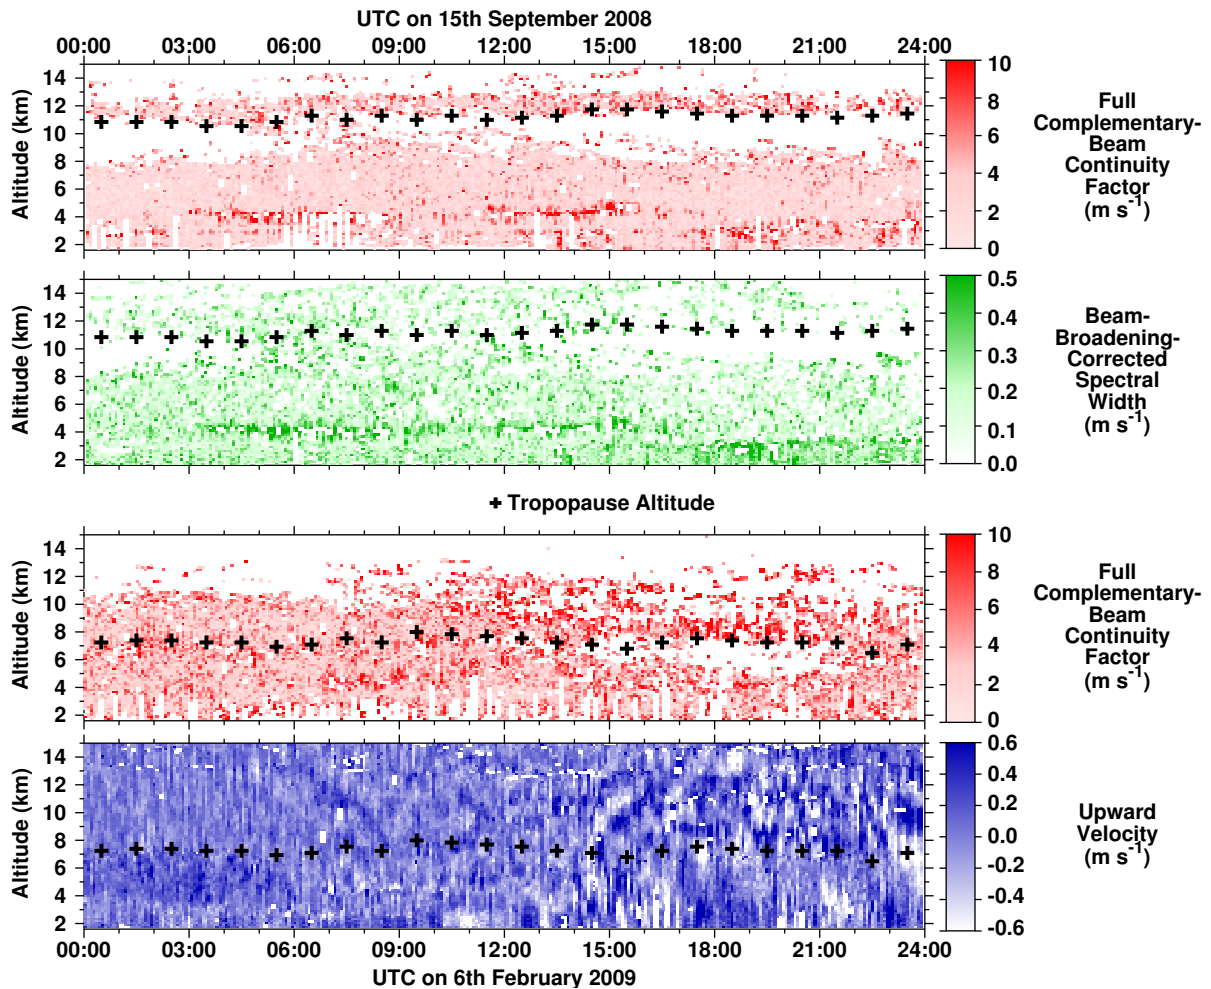 UTC on 15th September 2008
00:00 03:00 06:00 09:00 12:00 15:00 18:00 21:00 24:00
Altitude (km)
14
12
10
8
6
4
2
10
8
6
4
2
0
Full
Complementary-
Beam
Continuity
Factor
(m s-1)
Altitude (km)
14
12
10
8
6
4
2
0.5
0.4
0.3
0.2
0.1
0.0
Beam-
Broadening-
Corrected
Spectral
Width
(m s-1)
Tropopause Altitude
Altitude (km)
14
12
10
8
6
4
2
10
8
6
4
2
0
Full
Complementary-
Beam
Continuity
Factor
(m s-1)
Altitude (km)
14
12
10
8
6
4
2
0.6
0.4
0.2
0.0
-0.2
-0.4
-0.6
Upward
Velocity
(m s-1)
00:00 03:00 06:00 09:00 12:00 15:00 18:00 21:00 24:00
UTC on 6th February 2009